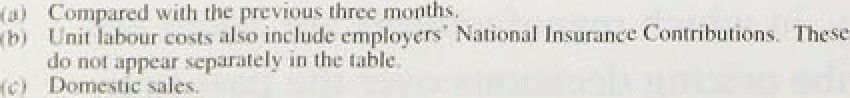 (a) Compared with the previous three months.
(b) Unit labour costs also include employers' National Insurance Contributions. These
do not appear separately in the table.
(c) Domestic sales.